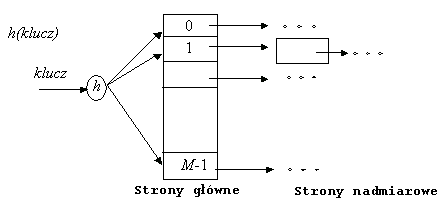 h(klucz)
klucz
h
0
1
M-1
Strony główne
Strony nadmiarowe